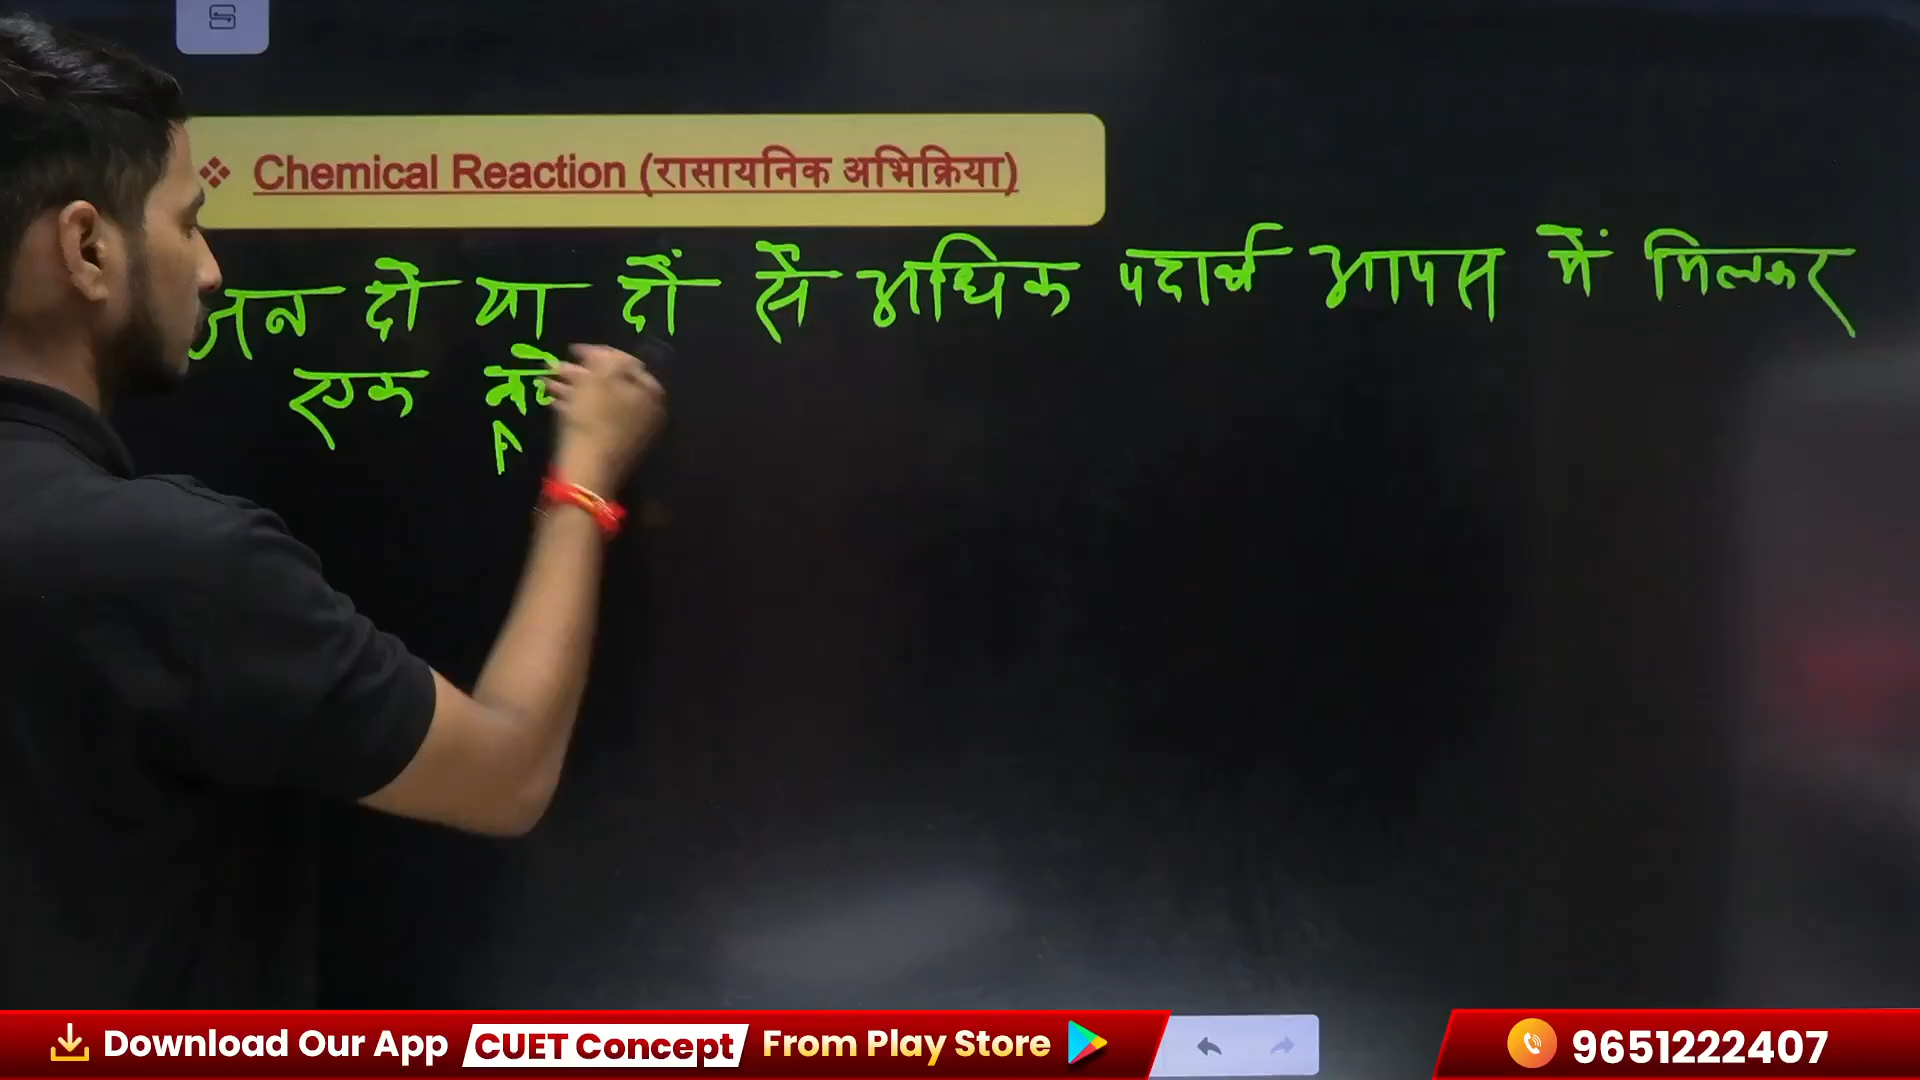 ❖ Chemical Reaction (रासायनिक अभिक्रिया)
जब दो या दो से अधिक पदार्थ आपस में मिलकर
एक नये
Download Our App CUET Concept From Play Store
9651222407